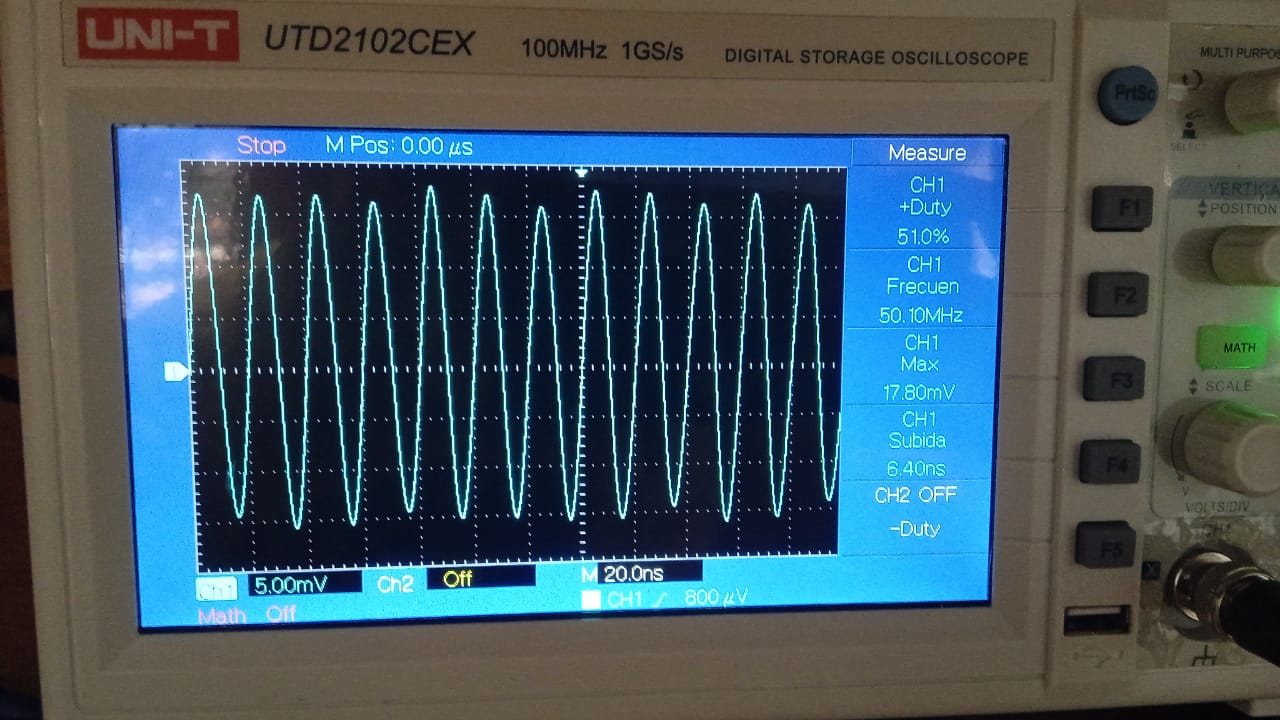 UNI-T UTD2102CEX 100MHz 1GS/s DIGITAL STORAGE OSCILLOSCOPE
MULTI PURPO
PrtSc
SELECT
Stop M Pos: 0.00 μs
Measure
CH1
+Duty
51.0%
CH1
Frecuen
50.10MHz
CH1
Max
17.80mV
CH1
Subida
6.40ns
CH2 OFF
-Duty
1
Ch1 5.00mV Ch2 Off M 20.0ns
CH1 800 μV
Math Off
F1
F2
F3
F4
F5
VERTICA
POSITION
MATH
SCALE
V
VOLTS/DIV
CH1
X